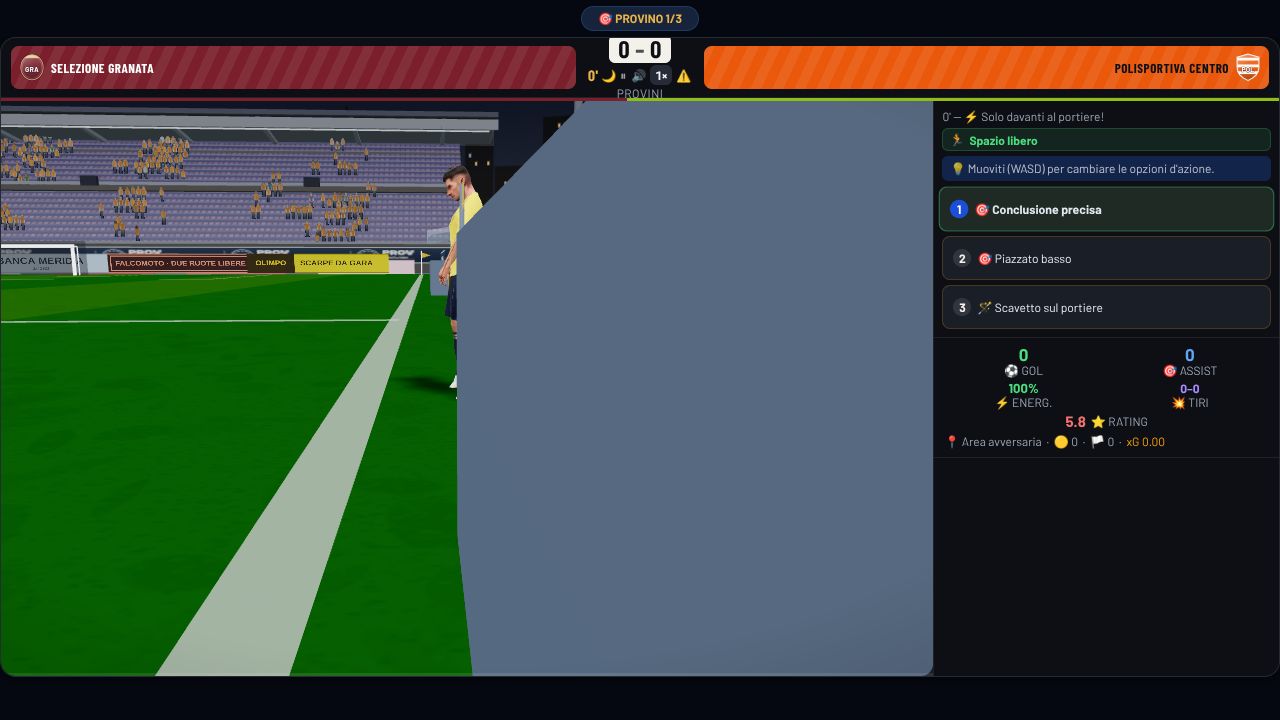 🎯 PROVINO 1/3
GRA SELEZIONE GRANATA
0 – 0
0' 🌙 ⏸ 🔊 1× ⚠️
PROVINI
POLISPORTIVA CENTRO POL
0' — ⚡ Solo davanti al portiere!
🏃 Spazio libero
💡 Muoviti (WASD) per cambiare le opzioni d'azione.
1 🎯 Conclusione precisa
2 🎯 Piazzato basso
3 🪄 Scavetto sul portiere
0 0
⚽ GOL 🎯 ASSIST
100% 0-0
⚡ ENERG. 💥 TIRI
5.8 ⭐ RATING
📍 Area avversaria · 🟡 0 · 🏳️ 0 · xG 0.00
FALCOMOTO · DUE RUOTE LIBERE OLIMPO SCARPE DA GARA